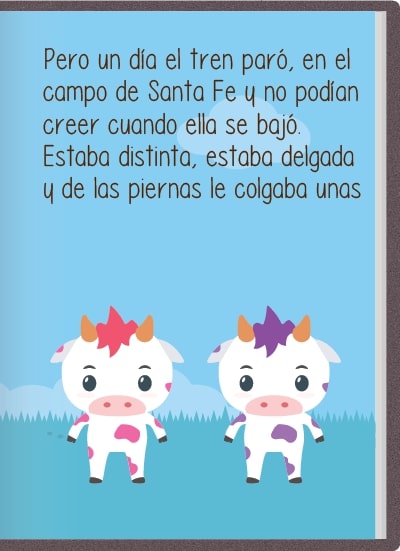 Pero un día el tren paró, en el
campo de Santa Fe y no podían
creer cuando ella se bajó.
Estaba distinta, estaba delgada
y de las piernas le colgaba unas